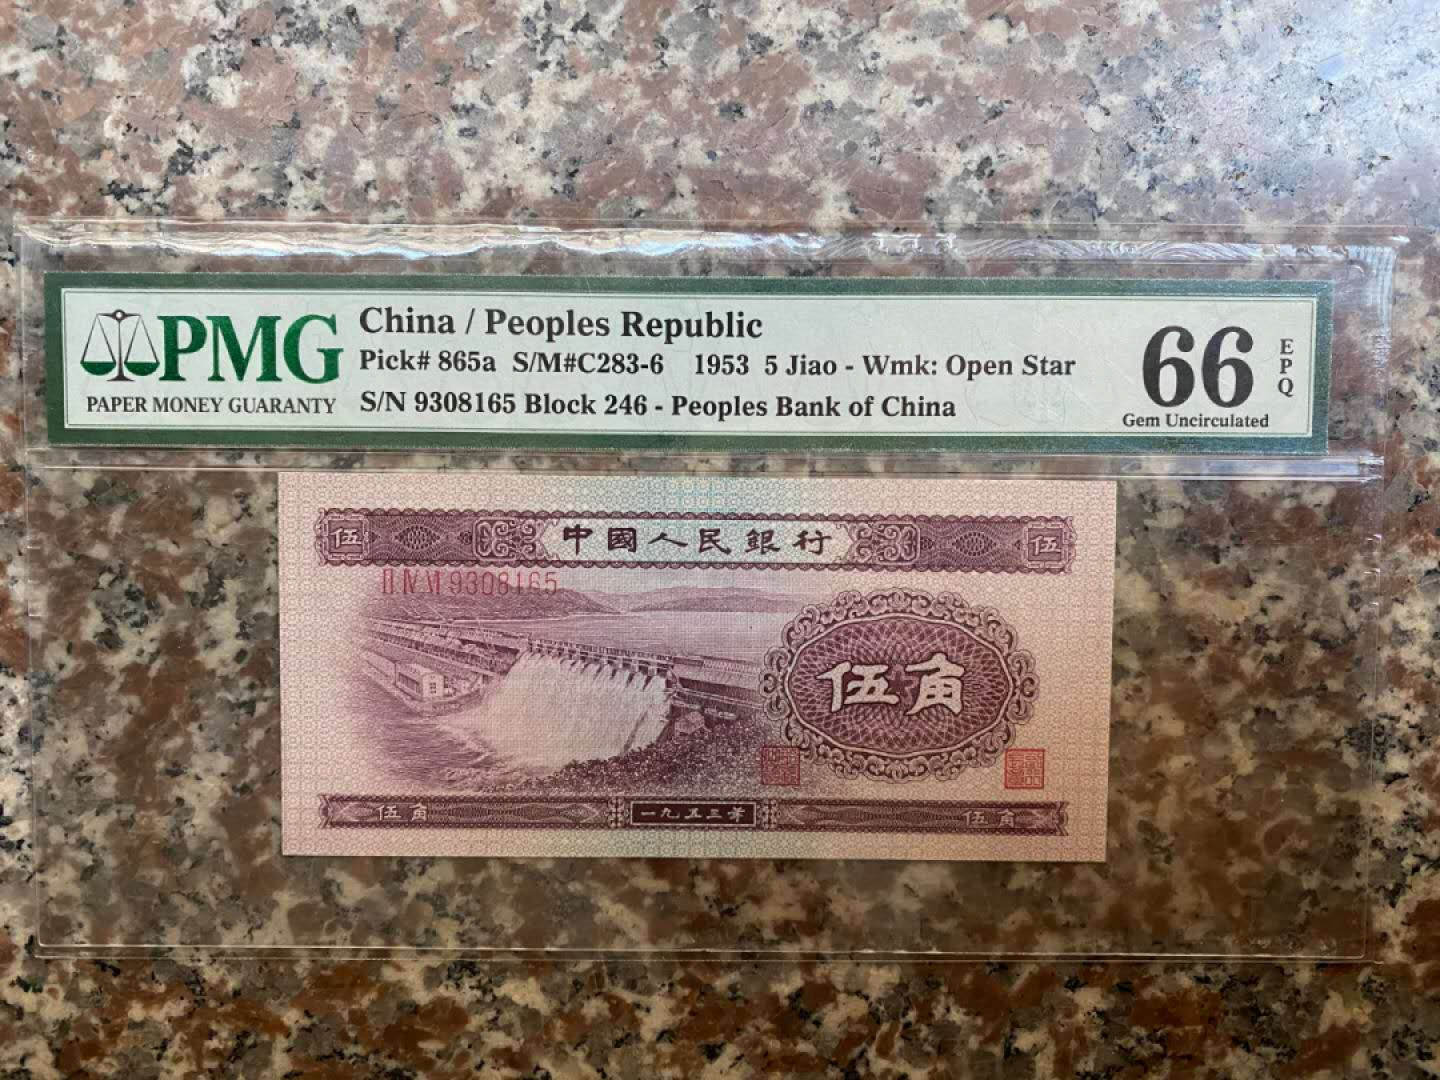 PMG
PAPER MONEY GUARANTY
China / Peoples Republic
Pick# 865a S/M#C283-6 1953 5 Jiao - Wmk: Open Star
S/N 9308165 Block 246 - Peoples Bank of China
66
EPQ
Gem Uncirculated
伍 中國人民銀行 伍
II IV VI 9308165
伍角
伍角 一九五三年 伍角